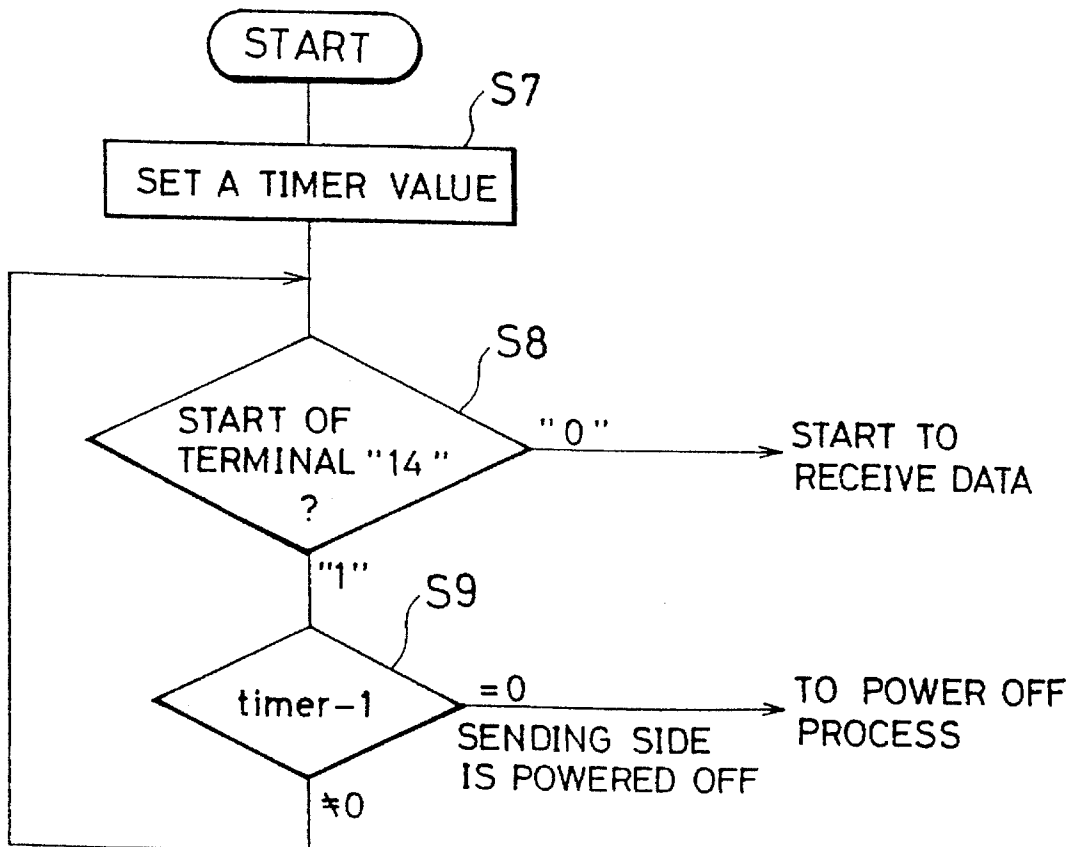 START
S7
SET A TIMER VALUE
S8
START OF
TERMINAL "14"
?
"0"
START TO
RECEIVE DATA
"1"
S9
timer-1
=0
SENDING SIDE
IS POWERED OFF
TO POWER OFF
PROCESS
≠0